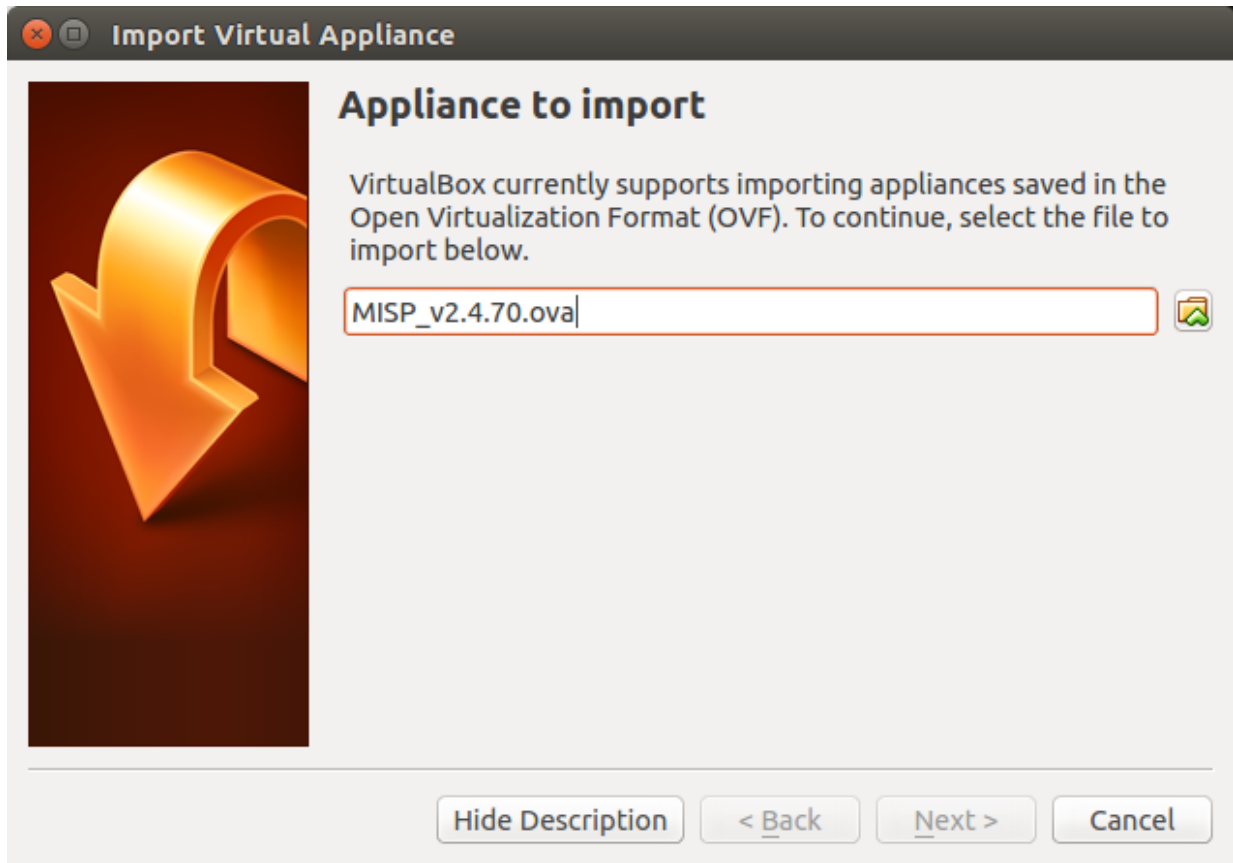 Import Virtual Appliance
Appliance to import
VirtualBox currently supports importing appliances saved in the
Open Virtualization Format (OVF). To continue, select the file to
import below.
MISP_v2.4.70.ova
Hide Description
< Back
Next >
Cancel